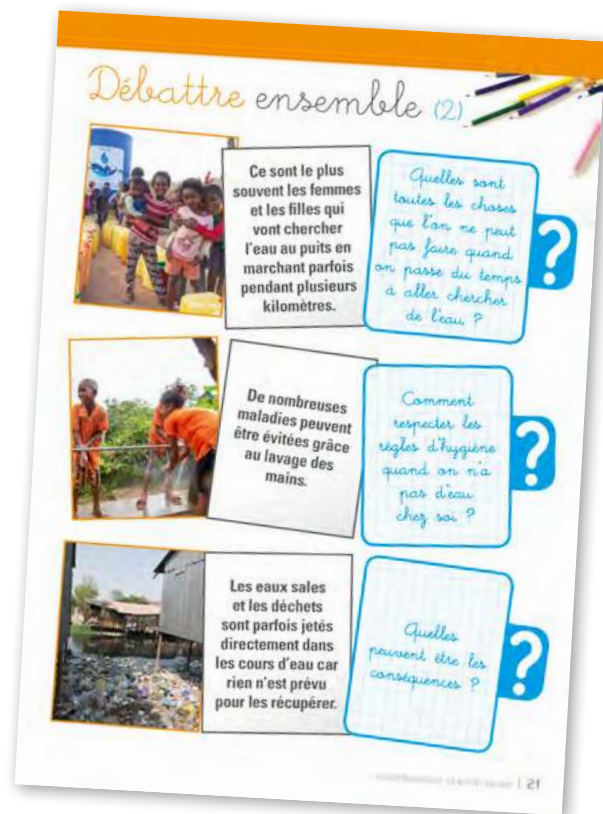 Débattre ensemble (2)
Ce sont le plus
souvent les femmes
et les filles qui
vont chercher
l'eau au puits en
marchant parfois
pendant plusieurs
kilomètres.
Quelles sont
toutes les choses
que l'on ne peut
pas faire quand
on passe du temps
à aller chercher
de l'eau ?
?
De nombreuses
maladies peuvent
être évitées grâce
au lavage des
mains.
Comment
respecter les
règles d'hygiène
quand on n'a
pas d'eau
chez soi ?
?
Les eaux sales
et les déchets
sont parfois jetés
directement dans
les cours d'eau car
rien n'est prévu
pour les récupérer.
Quelles
peuvent être les
conséquences ?
?
| 21